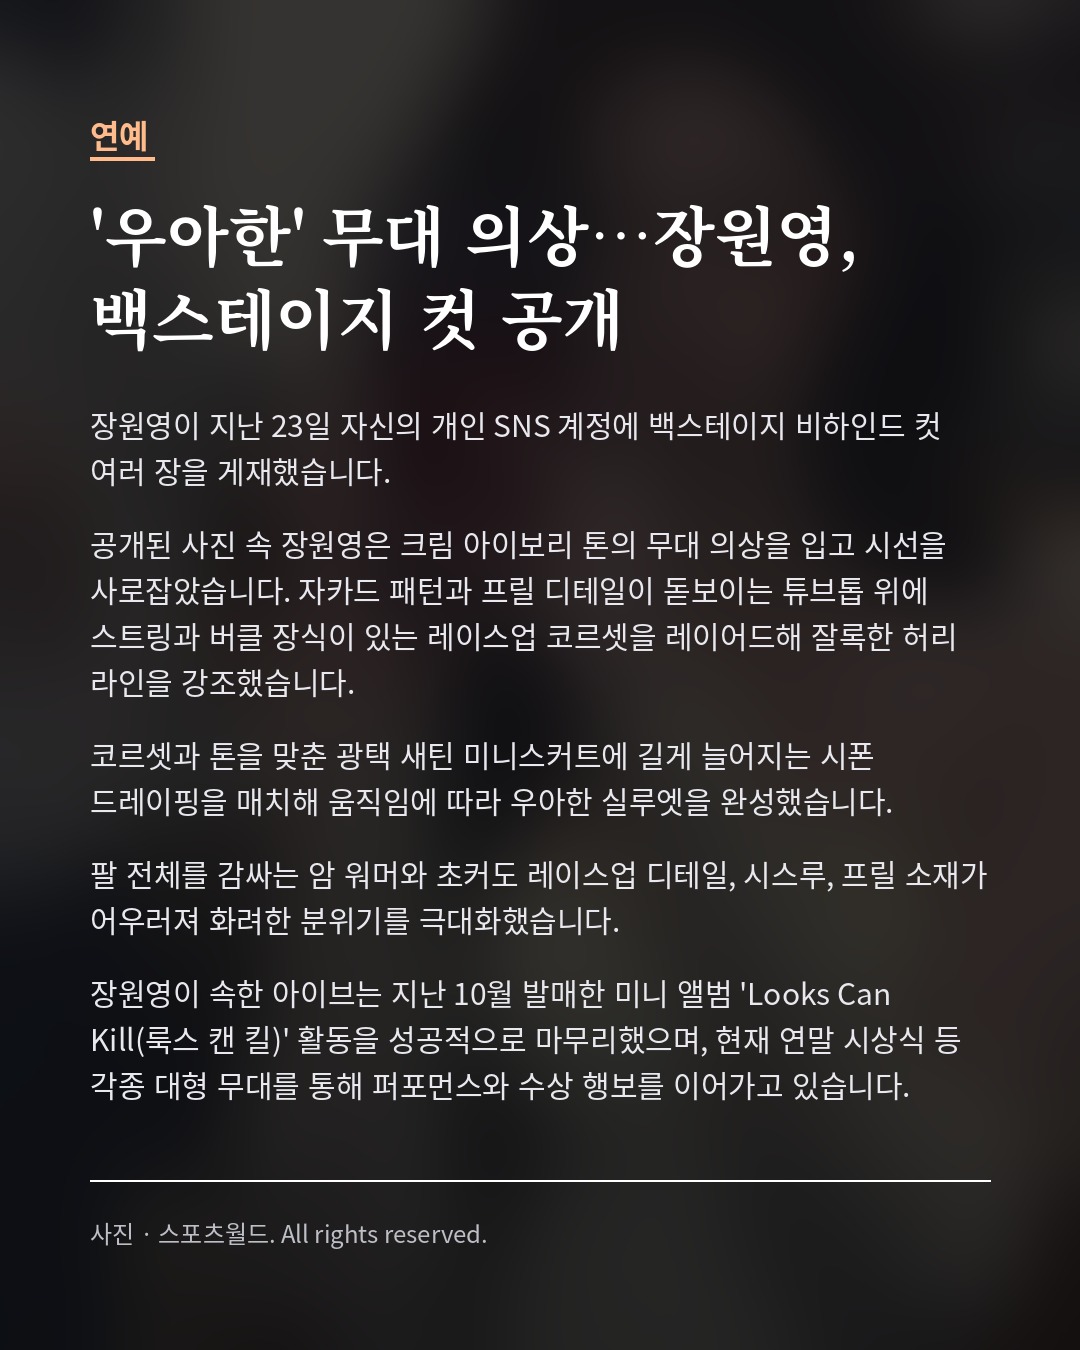 연예
'우아한' 무대 의상…장원영,
백스테이지 컷 공개
장원영이 지난 23일 자신의 개인 SNS 계정에 백스테이지 비하인드 컷
여러 장을 게재했습니다.
공개된 사진 속 장원영은 크림 아이보리 톤의 무대 의상을 입고 시선을
사로잡았습니다. 자카드 패턴과 프릴 디테일이 돋보이는 튜브톱 위에
스트링과 버클 장식이 있는 레이스업 코르셋을 레이어드해 잘록한 허리
라인을 강조했습니다.
코르셋과 톤을 맞춘 광택 새틴 미니스커트에 길게 늘어지는 시폰
드레이핑을 매치해 움직임에 따라 우아한 실루엣을 완성했습니다.
팔 전체를 감싸는 암 워머와 초커도 레이스업 디테일, 시스루, 프릴 소재가
어우러져 화려한 분위기를 극대화했습니다.
장원영이 속한 아이브는 지난 10월 발매한 미니 앨범 'Looks Can
Kill(룩스 캔 킬)' 활동을 성공적으로 마무리했으며, 현재 연말 시상식 등
각종 대형 무대를 통해 퍼포먼스와 수상 행보를 이어가고 있습니다.
사진 · 스포츠월드. All rights reserved.